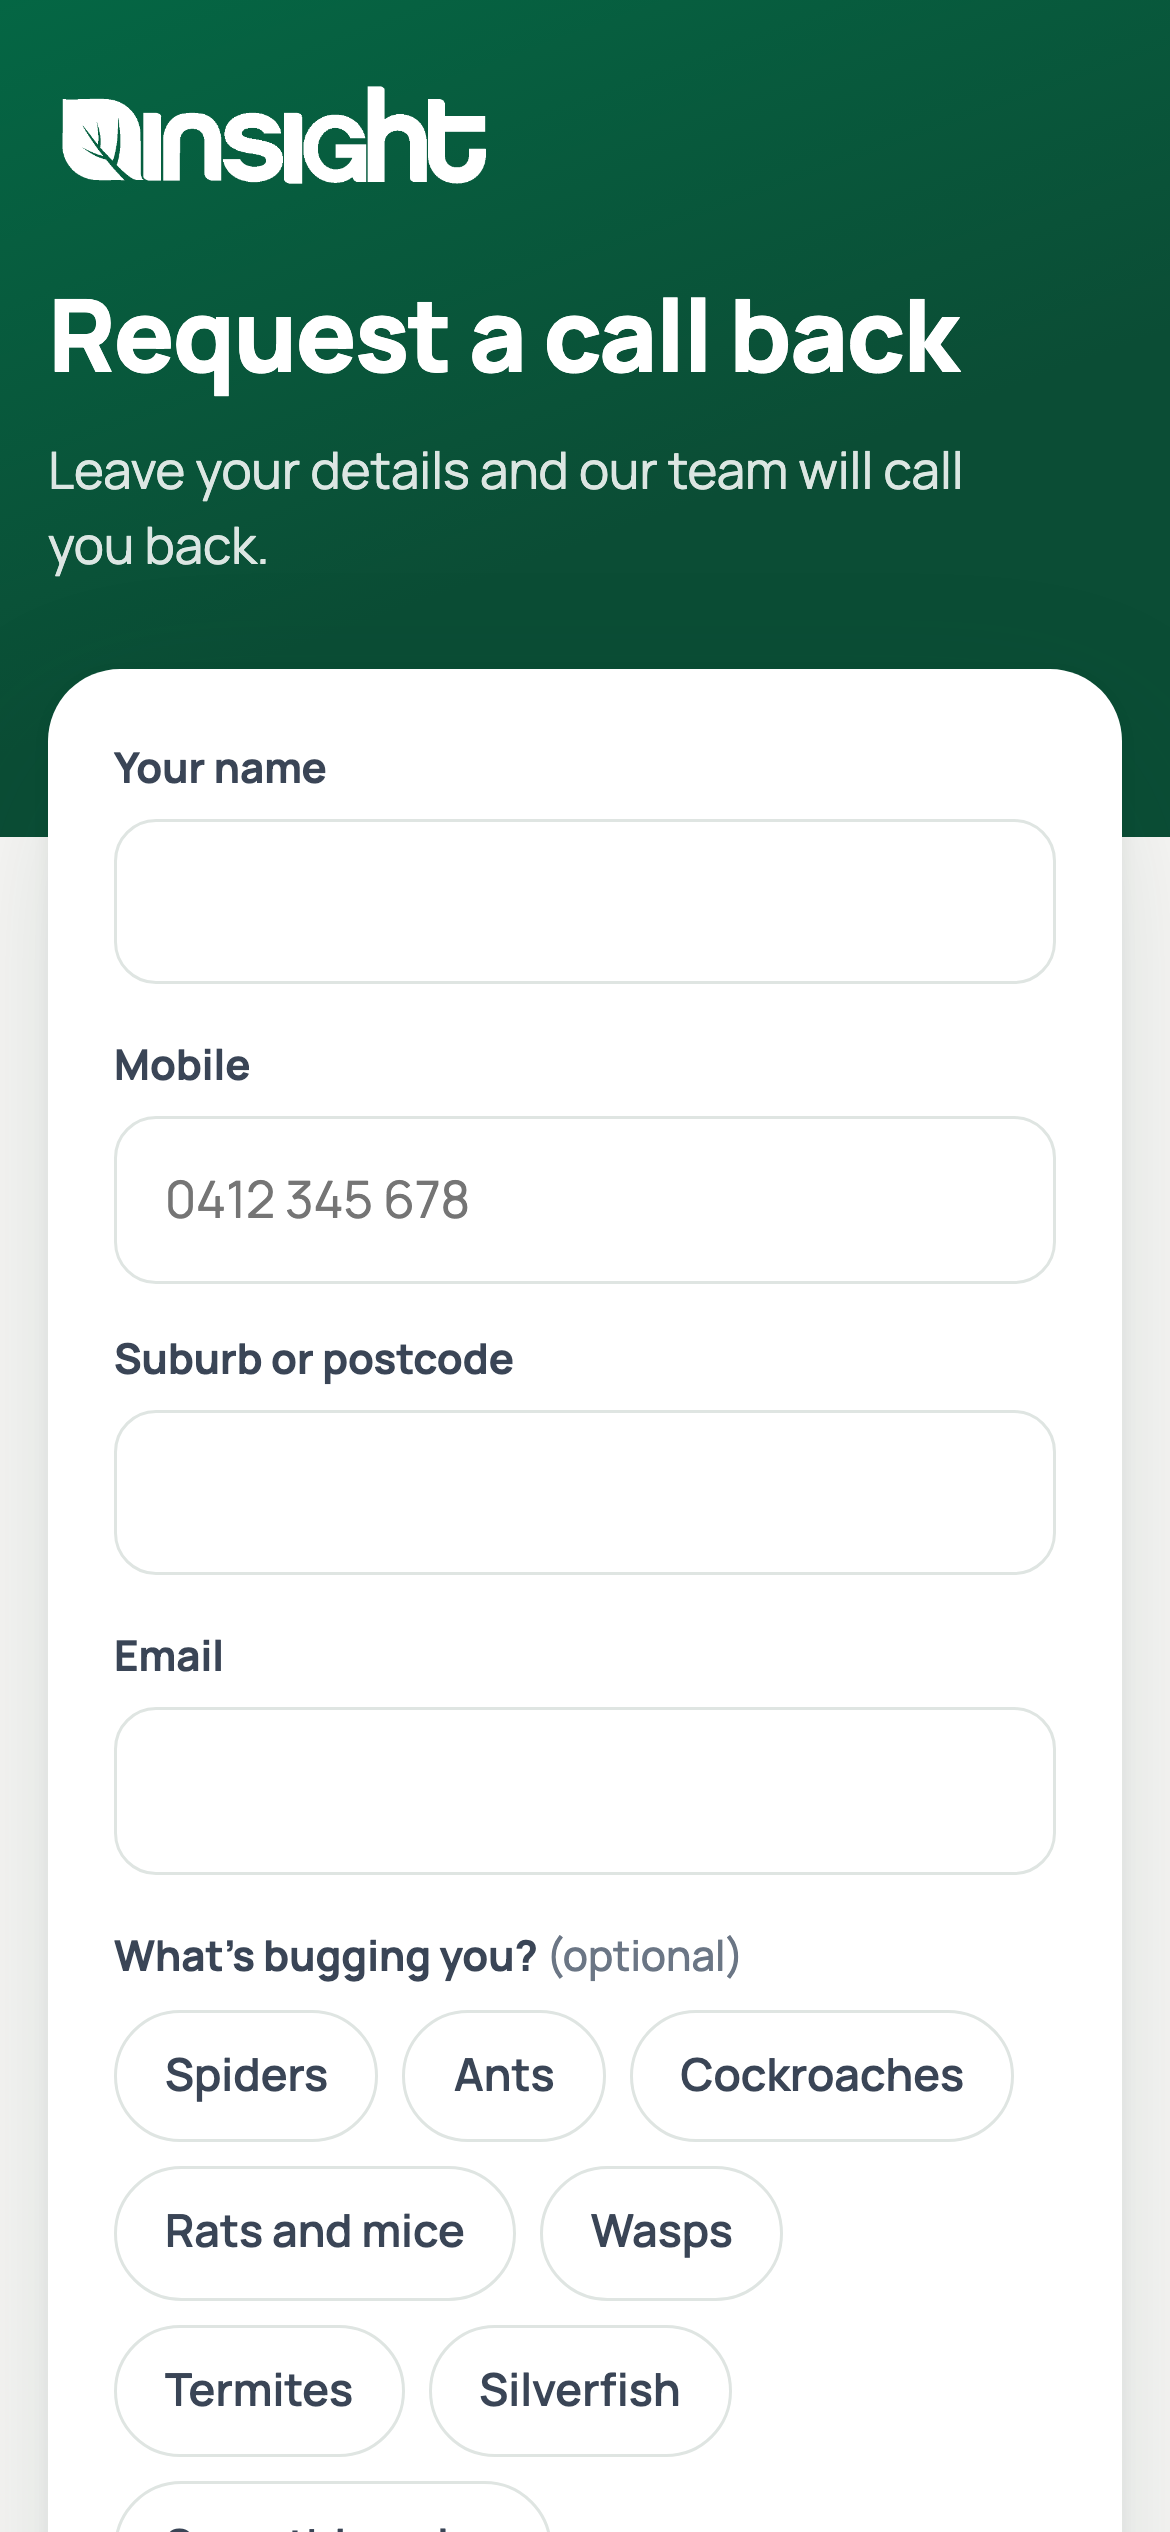 insight
Request a call back
Leave your details and our team will call
you back.
Your name
Mobile
0412 345 678
Suburb or postcode
Email
What’s bugging you? (optional)
Spiders
Ants
Cockroaches
Rats and mice
Wasps
Termites
Silverfish